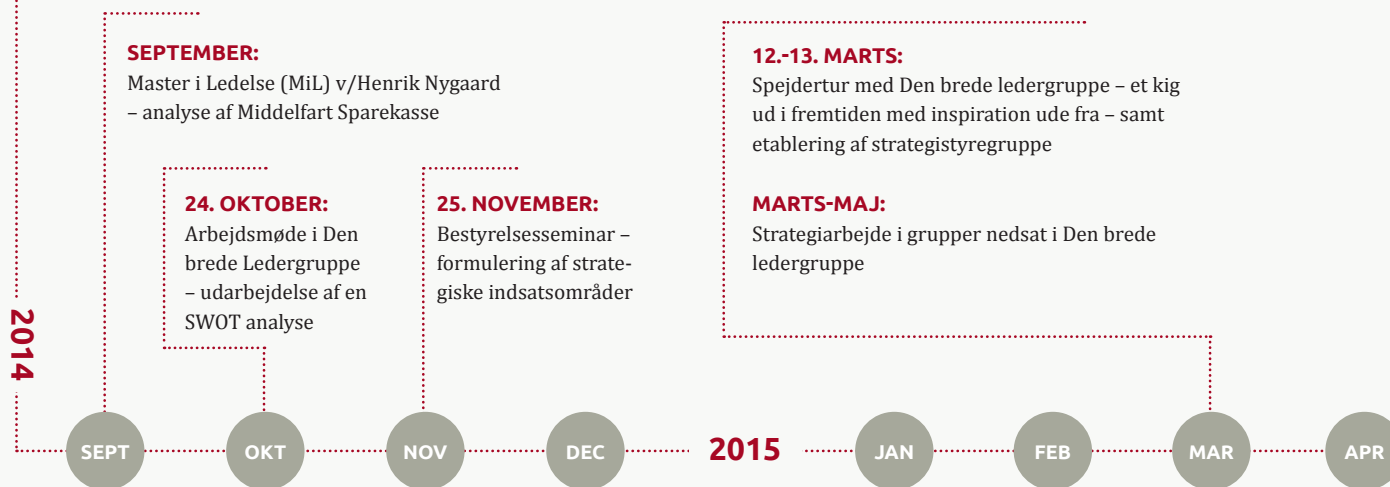 SEPTEMBER:
Master i Ledelse (MiL) v/Henrik Nygaard
– analyse af Middelfart Sparekasse
24. OKTOBER:
Arbejdsmøde i Den
brede Ledergruppe
– udarbejdelse af en
SWOT analyse
25. NOVEMBER:
Bestyrelsesseminar –
formulering af strate-
giske indsatsområder
12.-13. MARTS:
Spejdertur med Den brede ledergruppe – et kig
ud i fremtiden med inspiration ude fra – samt
etablering af strategistyregruppe
MARTS-MAJ:
Strategiarbejde i grupper nedsat i Den brede
ledergruppe
2014
SEPT
OKT
NOV
DEC
2015
JAN
FEB
MAR
APR